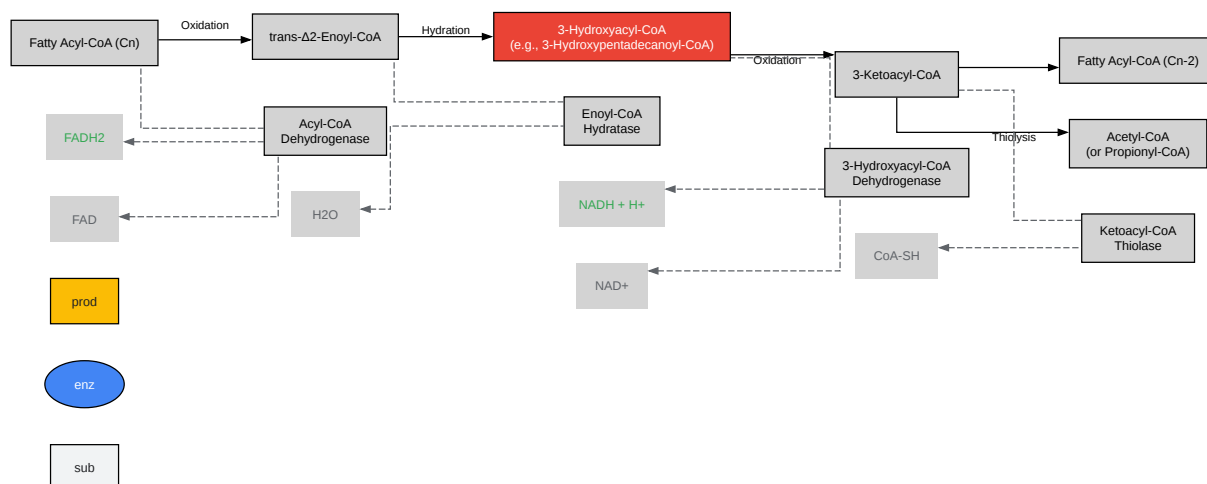 Fatty Acyl-CoA (Cn)
Oxidation
trans-Δ2-Enoyl-CoA
Hydration
3-Hydroxyacyl-CoA
(e.g., 3-Hydroxypentadecanoyl-CoA)
Oxidation
3-Ketoacyl-CoA
Fatty Acyl-CoA (Cn-2)
Thiolysis
Acetyl-CoA
(or Propionyl-CoA)
Acyl-CoA
Dehydrogenase
Enoyl-CoA
Hydratase
FADH2
3-Hydroxyacyl-CoA
Dehydrogenase
FAD
H2O
NADH + H+
Ketoacyl-CoA
Thiolase
CoA-SH
NAD+
prod
enz
sub